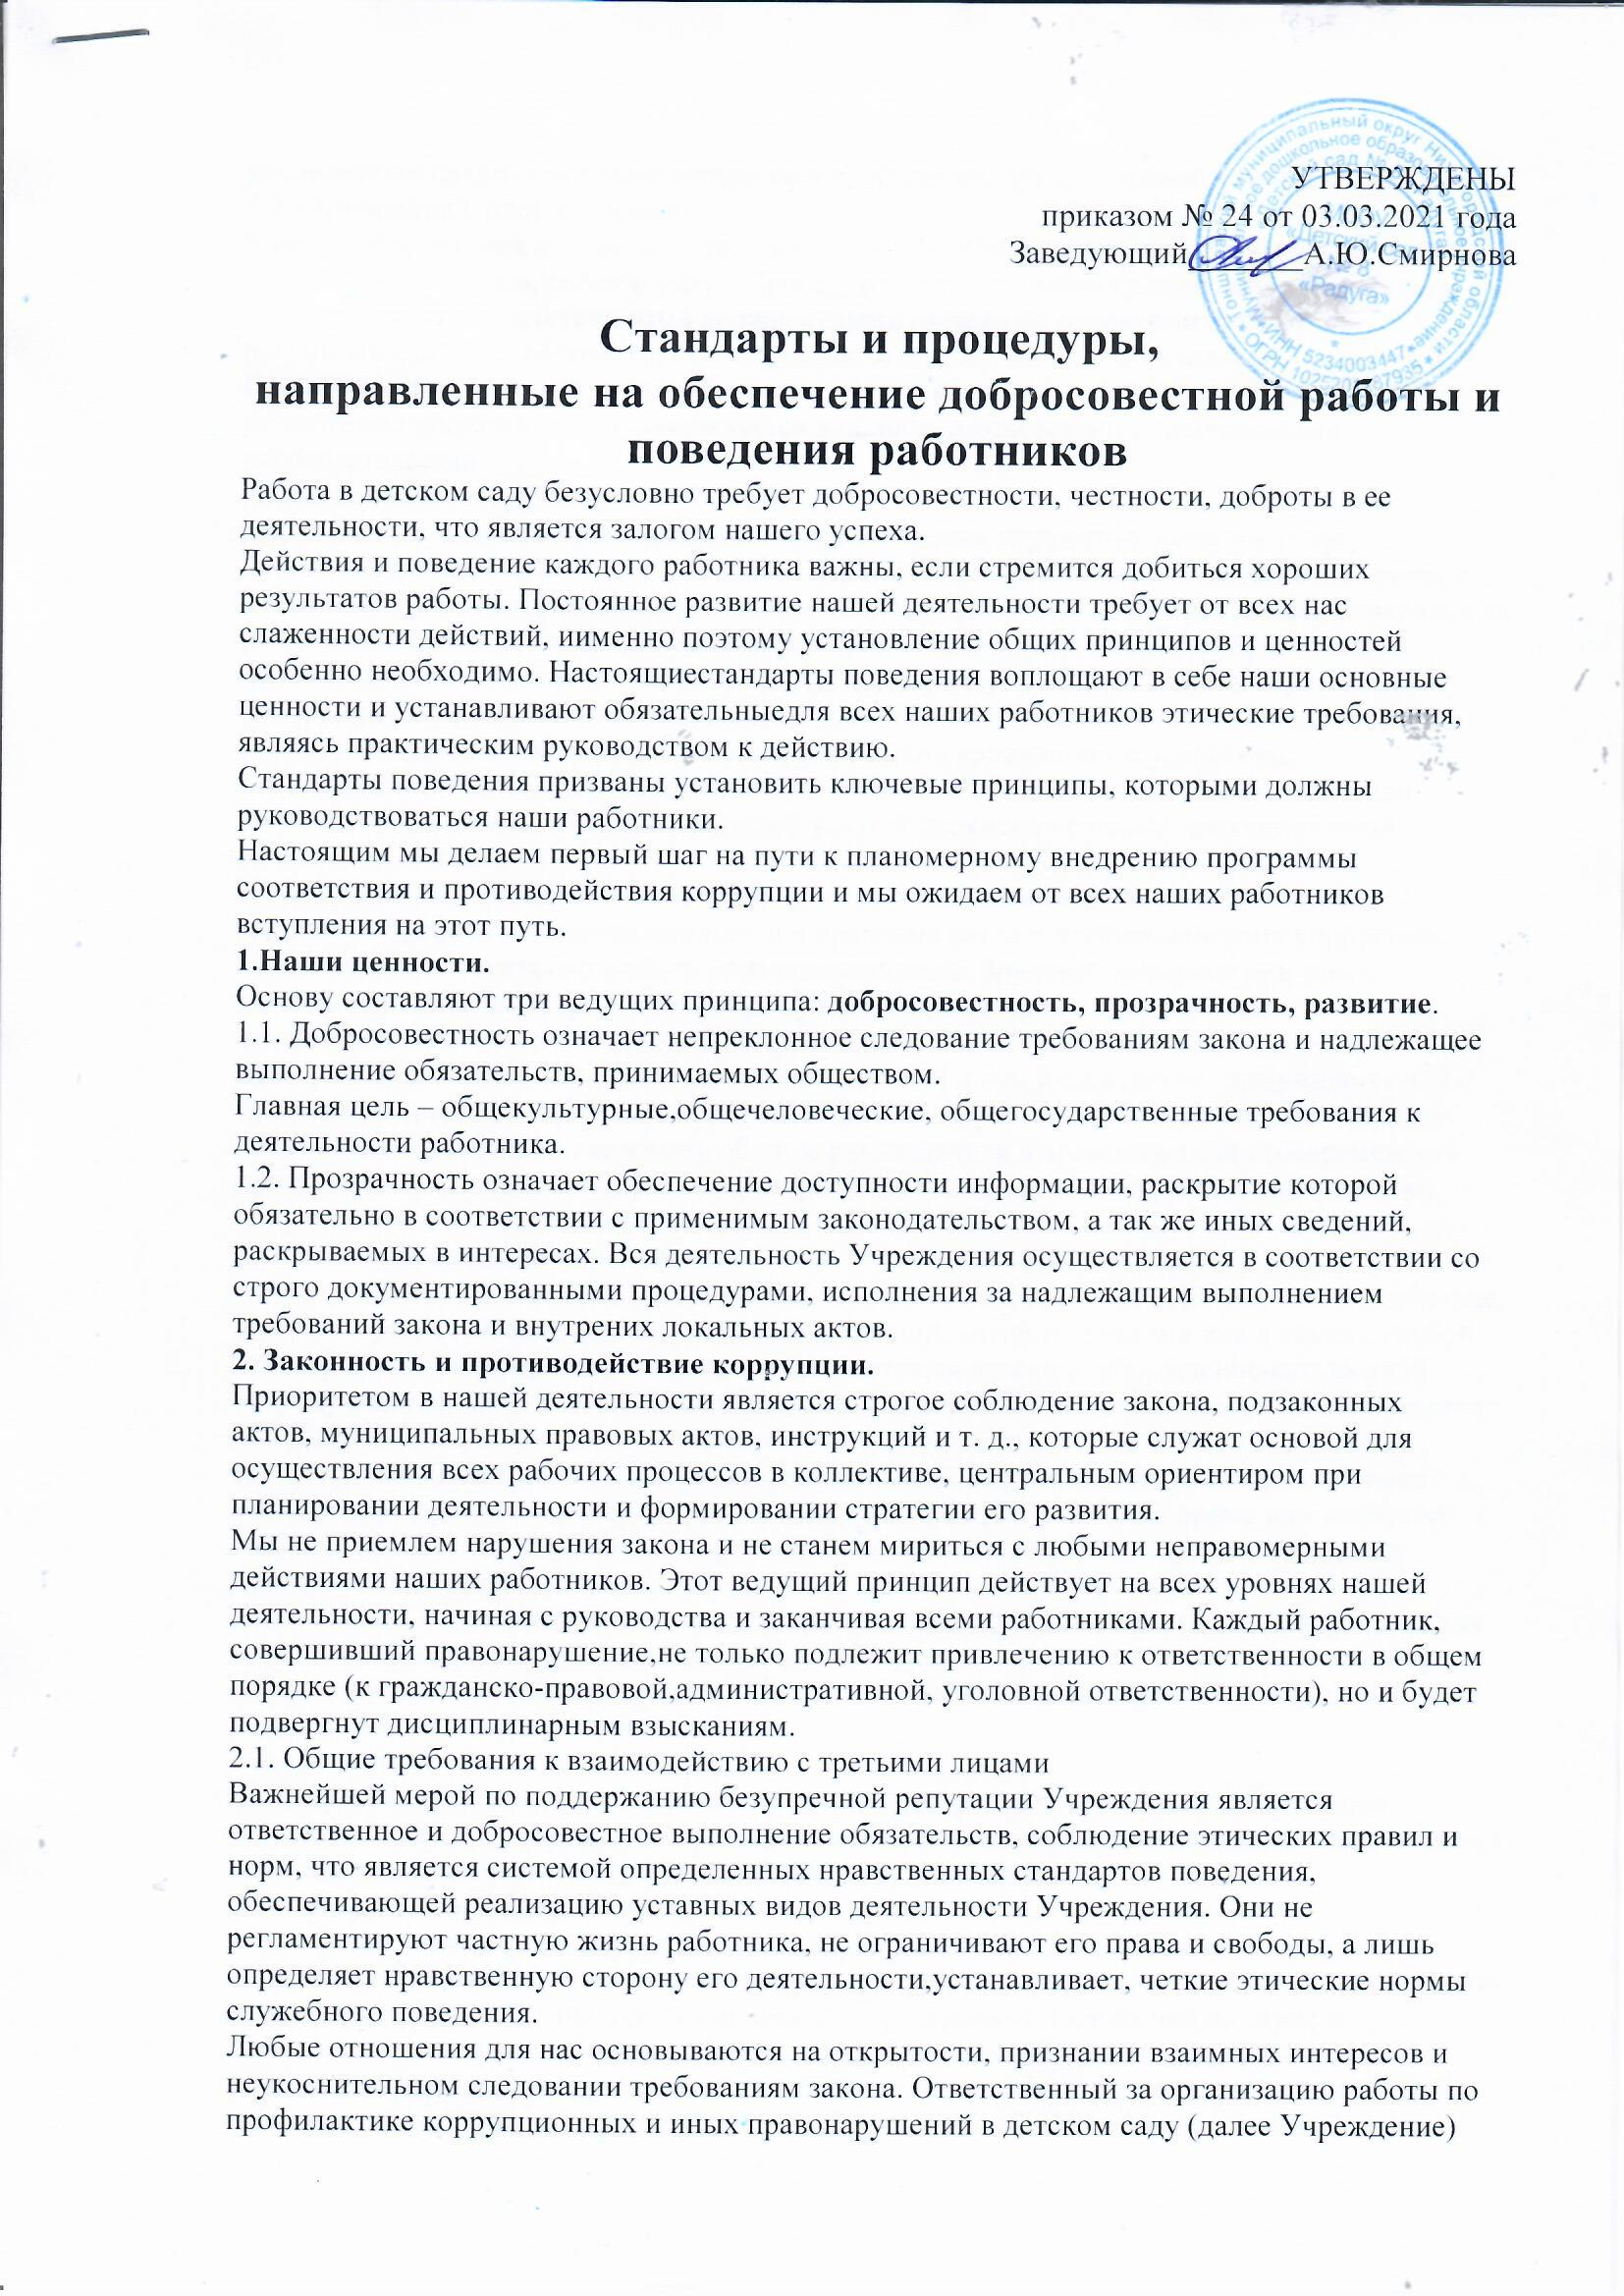 УТВЕРЖДЕНЫ
приказом № 24 от 03.03.2021 года
Заведующий_______А.Ю.Смирнова
муниципальный округ Нижегородской области
«Детский сад
«Радуга»
ИНН 5234003447
Стандарты и процедуры,
направленные на обеспечение добросовестной работы и
поведения работников
Работа в детском саду безусловно требует добросовестности, честности, доброты в ее
деятельности, что является залогом нашего успеха.
Действия и поведение каждого работника важны, если стремится добиться хороших
результатов работы. Постоянное развитие нашей деятельности требует от всех нас
слаженности действий, иименно поэтому установление общих принципов и ценностей
особенно необходимо. Настоящиестандарты поведения воплощают в себе наши основные
ценности и устанавливают обязательныедля всех наших работников этические требования,
являясь практическим руководством к действию.
Стандарты поведения призваны установить ключевые принципы, которыми должны
руководствоваться наши работники.
Настоящим мы делаем первый шаг на пути к планомерному внедрению программы
соответствия и противодействия коррупции и мы ожидаем от всех наших работников
вступления на этот путь.
1.Наши ценности.
Основу составляют три ведущих принципа: добросовестность, прозрачность, развитие.
1.1. Добросовестность означает непреклонное следование требованиям закона и надлежащее
выполнение обязательств, принимаемых обществом.
Главная цель – общекультурные,общечеловеческие, общегосударственные требования к
деятельности работника.
1.2. Прозрачность означает обеспечение доступности информации, раскрытие которой
обязательно в соответствии с применимым законодательством, а так же иных сведений,
раскрываемых в интересах. Вся деятельность Учреждения осуществляется в соответствии со
строго документированными процедурами, исполнения за надлежащим выполнением
требований закона и внутрених локальных актов.
2. Законность и противодействие коррупции.
Приоритетом в нашей деятельности является строгое соблюдение закона, подзаконных
актов, муниципальных правовых актов, инструкций и т. д., которые служат основой для
осуществления всех рабочих процессов в коллективе, центральным ориентиром при
планировании деятельности и формировании стратегии его развития.
Мы не приемлем нарушения закона и не станем мириться с любыми неправомерными
действиями наших работников. Этот ведущий принцип действует на всех уровнях нашей
деятельности, начиная с руководства и заканчивая всеми работниками. Каждый работник,
совершивший правонарушение,не только подлежит привлечению к ответственности в общем
порядке (к гражданско-правовой,административной, уголовной ответственности), но и будет
подвергнут дисциплинарным взысканиям.
2.1. Общие требования к взаимодействию с третьими лицами
Важнейшей мерой по поддержанию безупречной репутации Учреждения является
ответственное и добросовестное выполнение обязательств, соблюдение этических правил и
норм, что является системой определенных нравственных стандартов поведения,
обеспечивающей реализацию уставных видов деятельности Учреждения. Они не
регламентируют частную жизнь работника, не ограничивают его права и свободы, а лишь
определяет нравственную сторону его деятельности,устанавливает, четкие этические нормы
служебного поведения.
Любые отношения для нас основываются на открытости, признании взаимных интересов и
неукоснительном следовании требованиям закона. Ответственный за организацию работы по
профилактике коррупционных и иных правонарушений в детском саду (далее Учреждение)